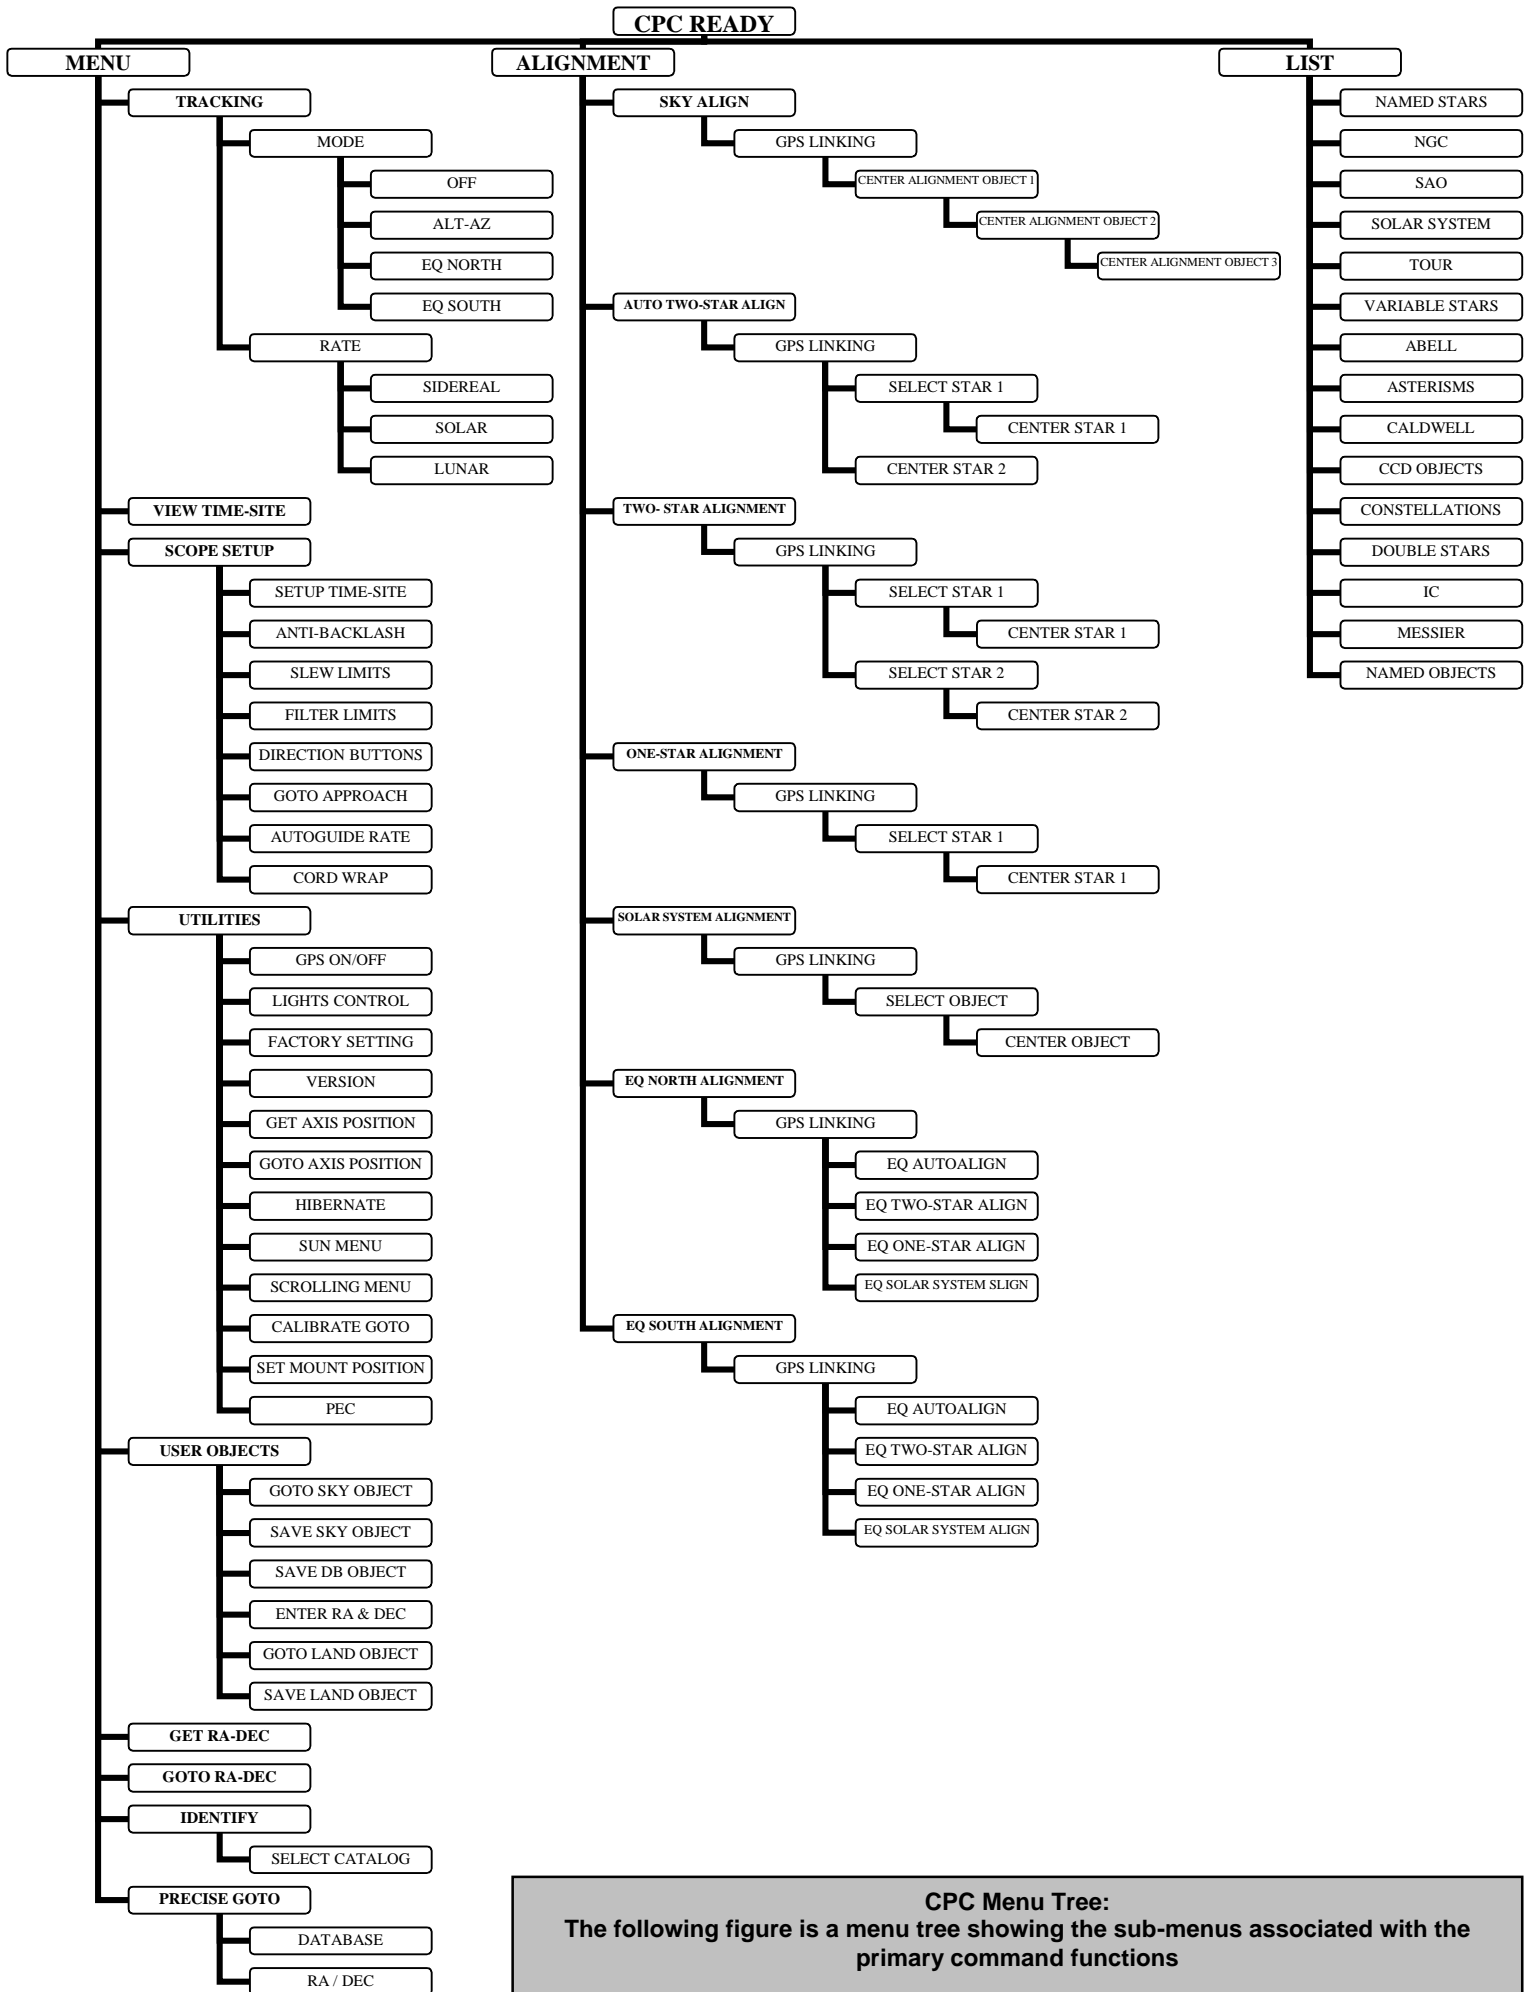 CPC READY
MENU
TRACKING
MODE
OFF
ALT-AZ
EQ NORTH
EQ SOUTH
RATE
SIDEREAL
SOLAR
LUNAR
VIEW TIME-SITE
SCOPE SETUP
SETUP TIME-SITE
ANTI-BACKLASH
SLEW LIMITS
FILTER LIMITS
DIRECTION BUTTONS
GOTO APPROACH
AUTOGUIDE RATE
CORD WRAP
UTILITIES
GPS ON/OFF
LIGHTS CONTROL
FACTORY SETTING
VERSION
GET AXIS POSITION
GOTO AXIS POSITION
HIBERNATE
SUN MENU
SCROLLING MENU
CALIBRATE GOTO
SET MOUNT POSITION
PEC
USER OBJECTS
GOTO SKY OBJECT
SAVE SKY OBJECT
SAVE DB OBJECT
ENTER RA & DEC
GOTO LAND OBJECT
SAVE LAND OBJECT
GET RA-DEC
GOTO RA-DEC
IDENTIFY
SELECT CATALOG
PRECISE GOTO
DATABASE
RA / DEC
ALIGNMENT
SKY ALIGN
GPS LINKING
CENTER ALIGNMENT OBJECT 1
CENTER ALIGNMENT OBJECT 2
CENTER ALIGNMENT OBJECT 3
AUTO TWO-STAR ALIGN
GPS LINKING
SELECT STAR 1
CENTER STAR 1
CENTER STAR 2
TWO- STAR ALIGNMENT
GPS LINKING
SELECT STAR 1
CENTER STAR 1
SELECT STAR 2
CENTER STAR 2
ONE-STAR ALIGNMENT
GPS LINKING
SELECT STAR 1
CENTER STAR 1
SOLAR SYSTEM ALIGNMENT
GPS LINKING
SELECT OBJECT
CENTER OBJECT
EQ NORTH ALIGNMENT
GPS LINKING
EQ AUTOALIGN
EQ TWO-STAR ALIGN
EQ ONE-STAR ALIGN
EQ SOLAR SYSTEM SLIGN
EQ SOUTH ALIGNMENT
GPS LINKING
EQ AUTOALIGN
EQ TWO-STAR ALIGN
EQ ONE-STAR ALIGN
EQ SOLAR SYSTEM ALIGN
LIST
NAMED STARS
NGC
SAO
SOLAR SYSTEM
TOUR
VARIABLE STARS
ABELL
ASTERISMS
CALDWELL
CCD OBJECTS
CONSTELLATIONS
DOUBLE STARS
IC
MESSIER
NAMED OBJECTS
CPC Menu Tree:
The following figure is a menu tree showing the sub-menus associated with the
primary command functions